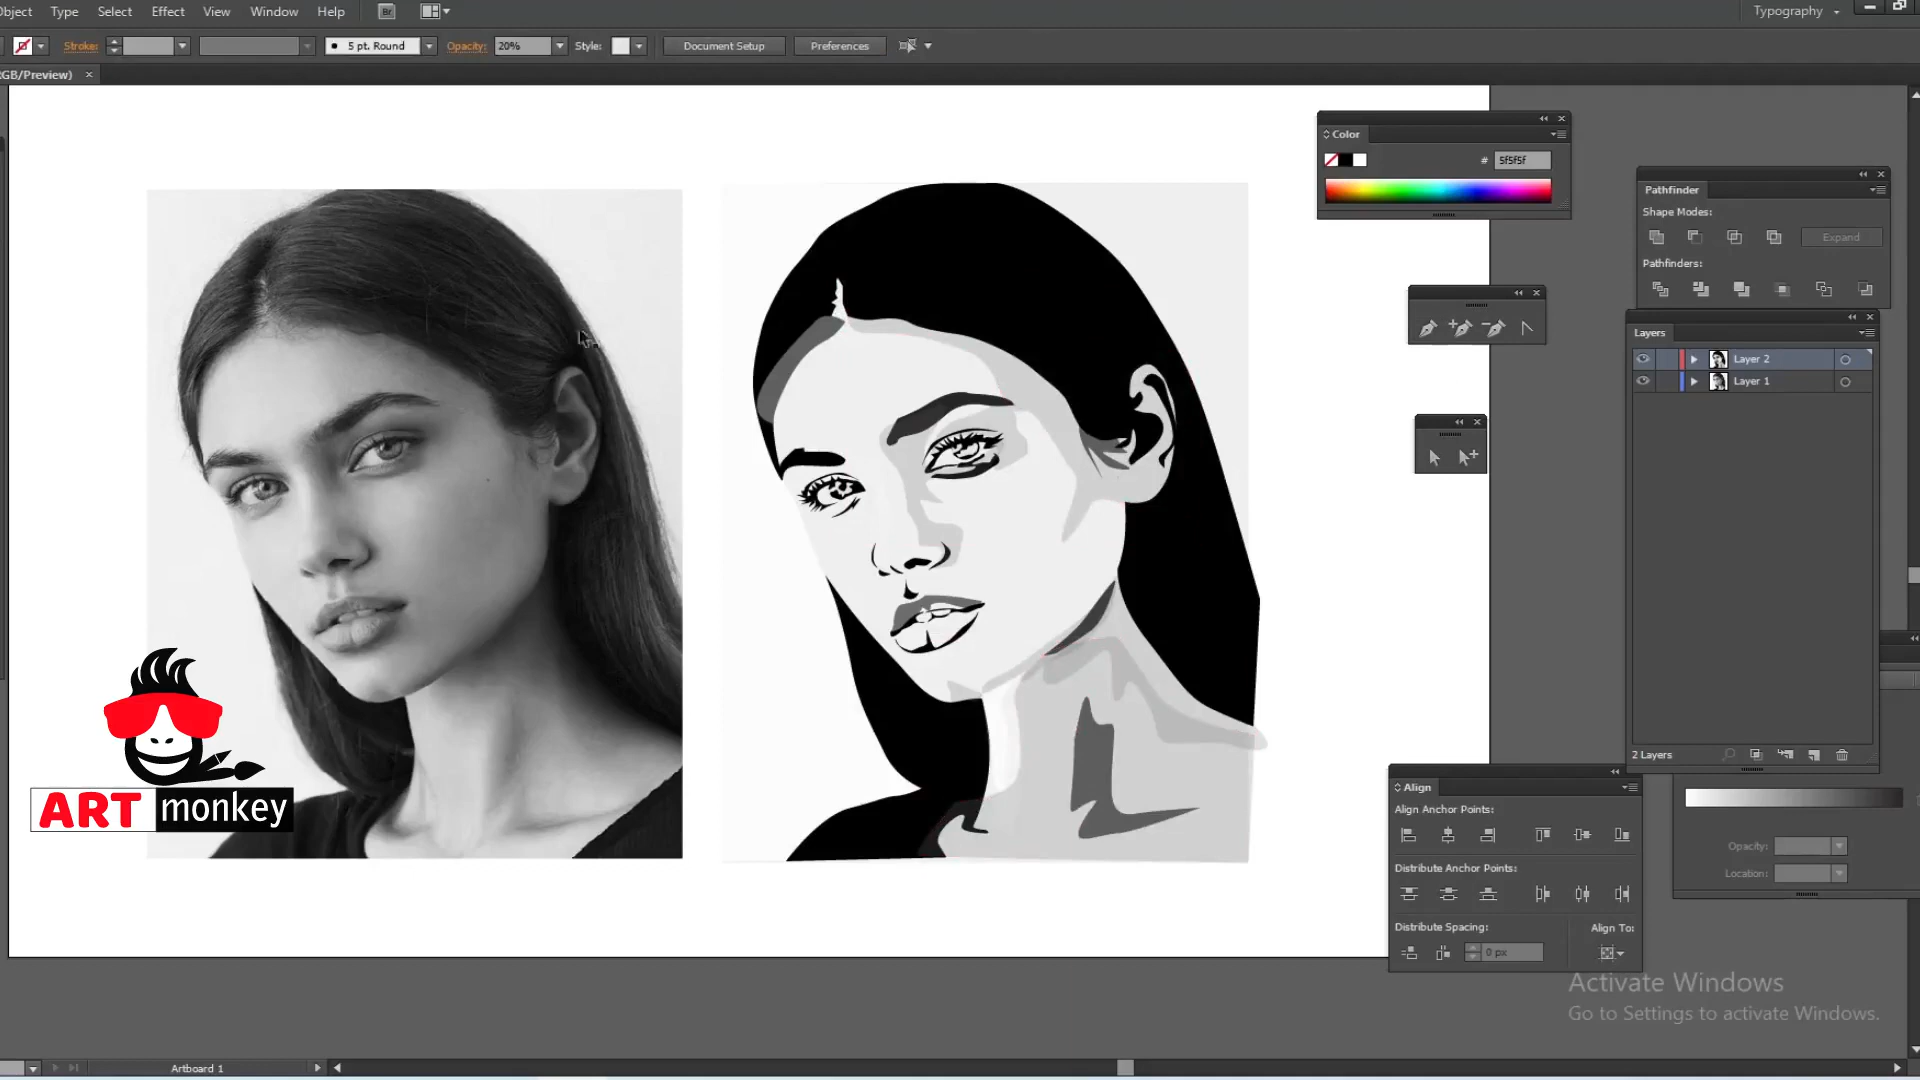 Object Type Select Effect View Window Help Br Typography
Stroke: 5 pt. Round Opacity: 20% Style: Document Setup Preferences
RGB/Preview)
Color
# 5f5f5f
Pathfinder
Shape Modes:
Expand
Pathfinders:
Layers
Layer 2
Layer 1
2 Layers
ART monkey
Align
Align Anchor Points:
Distribute Anchor Points:
Distribute Spacing: Align To:
0 px
Opacity:
Location:
Activate Windows
Go to Settings to activate Windows.
Artboard 1